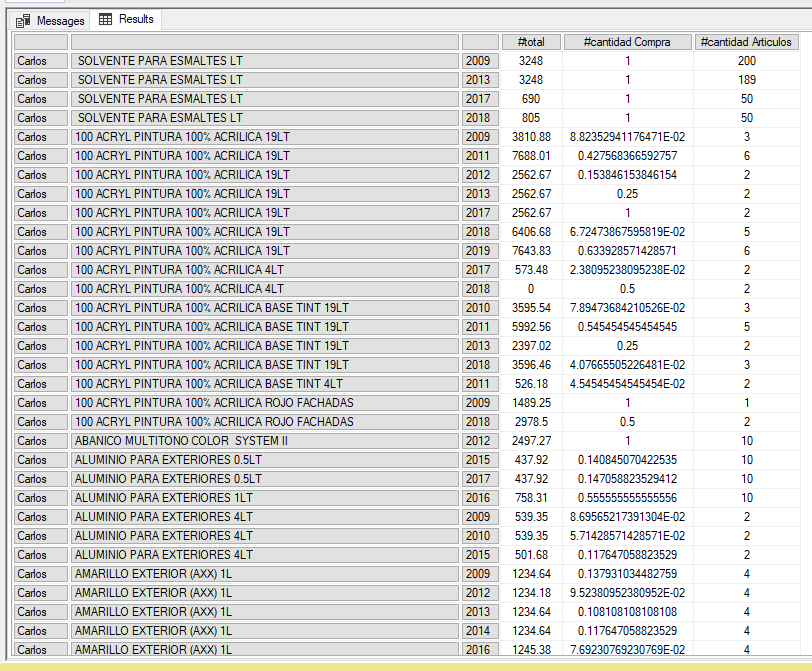 Messages Results
#total #cantidad Compra #cantidad Articulos
Carlos SOLVENTE PARA ESMALTES LT 2009 3248 1 200
Carlos SOLVENTE PARA ESMALTES LT 2013 3248 1 189
Carlos SOLVENTE PARA ESMALTES LT 2017 690 1 50
Carlos SOLVENTE PARA ESMALTES LT 2018 805 1 50
Carlos 100 ACRYL PINTURA 100% ACRILICA 19LT 2009 3810.88 8.82352941176471E-02 3
Carlos 100 ACRYL PINTURA 100% ACRILICA 19LT 2011 7688.01 0.427568366592757 6
Carlos 100 ACRYL PINTURA 100% ACRILICA 19LT 2012 2562.67 0.153846153846154 2
Carlos 100 ACRYL PINTURA 100% ACRILICA 19LT 2013 2562.67 0.25 2
Carlos 100 ACRYL PINTURA 100% ACRILICA 19LT 2017 2562.67 1 2
Carlos 100 ACRYL PINTURA 100% ACRILICA 19LT 2018 6406.68 6.72473867595819E-02 5
Carlos 100 ACRYL PINTURA 100% ACRILICA 19LT 2019 7643.83 0.633928571428571 6
Carlos 100 ACRYL PINTURA 100% ACRILICA 4LT 2017 573.48 2.38095238095238E-02 2
Carlos 100 ACRYL PINTURA 100% ACRILICA 4LT 2018 0 0.5 2
Carlos 100 ACRYL PINTURA 100% ACRILICA BASE TINT 19LT 2010 3595.54 7.89473684210526E-02 3
Carlos 100 ACRYL PINTURA 100% ACRILICA BASE TINT 19LT 2011 5992.56 0.545454545454545 5
Carlos 100 ACRYL PINTURA 100% ACRILICA BASE TINT 19LT 2013 2397.02 0.25 2
Carlos 100 ACRYL PINTURA 100% ACRILICA BASE TINT 19LT 2018 3596.46 4.07665505226481E-02 3
Carlos 100 ACRYL PINTURA 100% ACRILICA BASE TINT 4LT 2011 526.18 4.54545454545454E-02 2
Carlos 100 ACRYL PINTURA 100% ACRILICA ROJO FACHADAS 2009 1489.25 1 1
Carlos 100 ACRYL PINTURA 100% ACRILICA ROJO FACHADAS 2018 2978.5 0.5 2
Carlos ABANICO MULTITONO COLOR  SYSTEM II 2012 2497.27 1 10
Carlos ALUMINIO PARA EXTERIORES 0.5LT 2015 437.92 0.140845070422535 10
Carlos ALUMINIO PARA EXTERIORES 0.5LT 2017 437.92 0.147058823529412 10
Carlos ALUMINIO PARA EXTERIORES 1LT 2016 758.31 0.555555555555556 10
Carlos ALUMINIO PARA EXTERIORES 4LT 2009 539.35 8.69565217391304E-02 2
Carlos ALUMINIO PARA EXTERIORES 4LT 2010 539.35 5.71428571428571E-02 2
Carlos ALUMINIO PARA EXTERIORES 4LT 2015 501.68 0.117647058823529 2
Carlos AMARILLO EXTERIOR (AXX) 1L 2009 1234.64 0.137931034482759 4
Carlos AMARILLO EXTERIOR (AXX) 1L 2012 1234.18 9.52380952380952E-02 4
Carlos AMARILLO EXTERIOR (AXX) 1L 2013 1234.64 0.108108108108108 4
Carlos AMARILLO EXTERIOR (AXX) 1L 2014 1234.64 0.117647058823529 4
Carlos AMARILLO EXTERIOR (AXX) 1L 2016 1245.38 7.69230769230769E-02 4